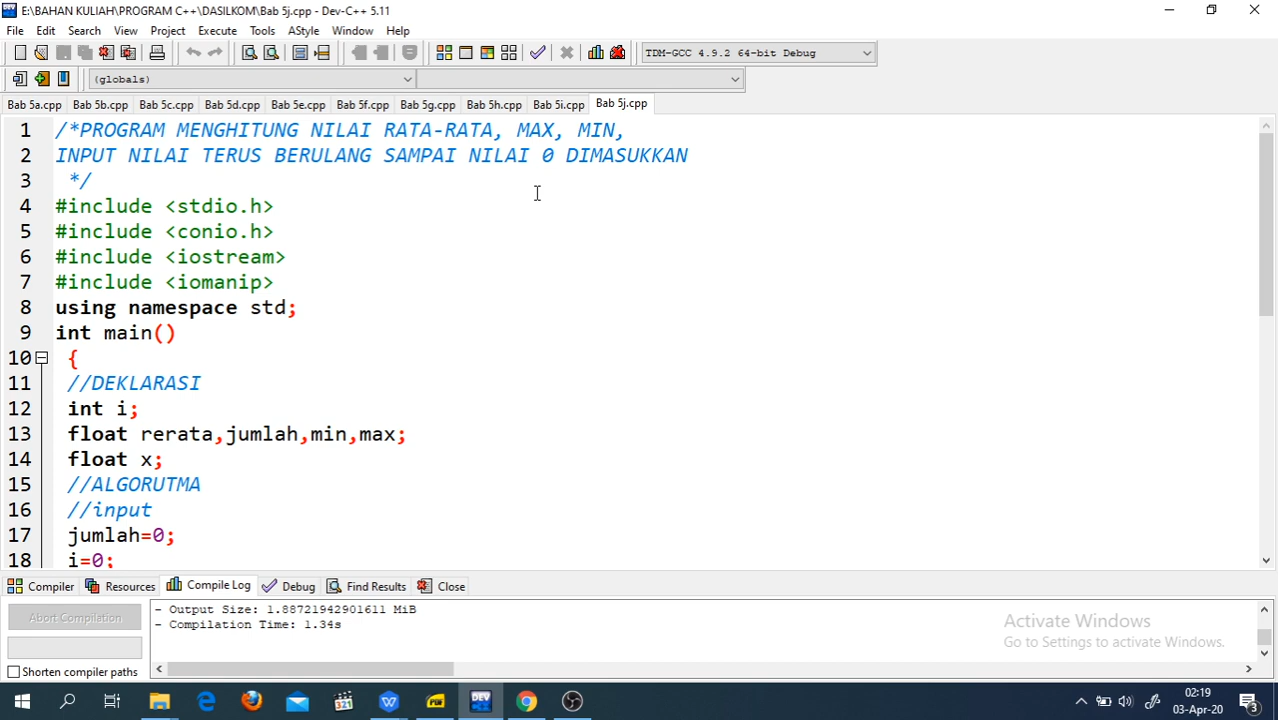 E:\BAHAN KULIAH\PROGRAM C++\DASILKOM\Bab 5j.cpp - Dev-C++ 5.11
File Edit Search View Project Execute Tools AStyle Window Help
TDM-GCC 4.9.2 64-bit Debug
(globals)
Bab 5a.cpp Bab 5b.cpp Bab 5c.cpp Bab 5d.cpp Bab 5e.cpp Bab 5f.cpp Bab 5g.cpp Bab 5h.cpp Bab 5i.cpp Bab 5j.cpp
1 /*PROGRAM MENGHITUNG NILAI RATA-RATA, MAX, MIN,
2 INPUT NILAI TERUS BERULANG SAMPAI NILAI 0 DIMASUKKAN
3 */
4 #include <stdio.h>
5 #include <conio.h>
6 #include <iostream>
7 #include <iomanip>
8 using namespace std;
9 int main()
10 {
11 //DEKLARASI
12 int i;
13 float rerata,jumlah,min,max;
14 float x;
15 //ALGORUTMA
16 //input
17 jumlah=0;
18 i=0;
Compiler Resources Compile Log Debug Find Results Close
Abort Compilation
Shorten compiler paths
- Output Size: 1.88721942901611 MiB
- Compilation Time: 1.34s
Activate Windows
Go to Settings to activate Windows.
02:19
03-Apr-20
3